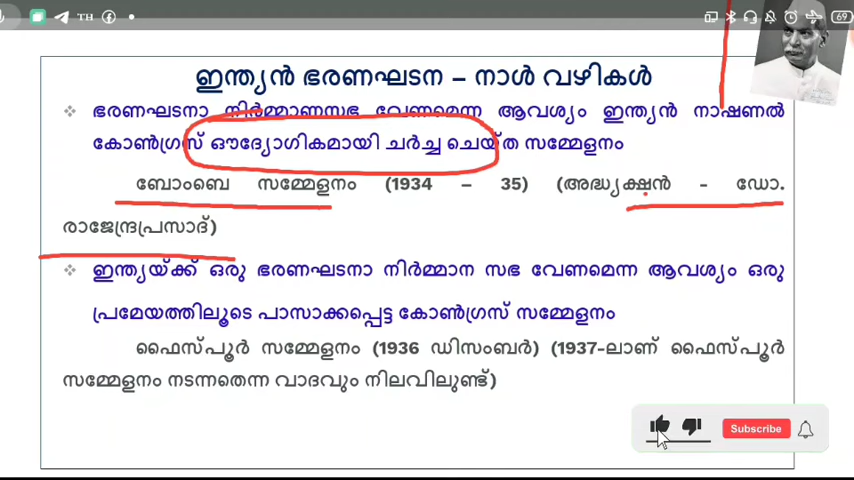 TH
69
ഇന്ത്യൻ ഭരണഘടന – നാൾ വഴികൾ
ഭരണഘടനാ നിർമ്മാണസഭ വേണമെന്ന ആവശ്യം ഇന്ത്യൻ നാഷണൽ
കോൺഗ്രസ് ഔദ്യോഗികമായി ചർച്ച ചെയ്ത സമ്മേളനം
ബോംബെ സമ്മേളനം (1934 – 35) (അദ്ധ്യക്ഷൻ - ഡോ.
രാജേന്ദ്രപ്രസാദ്)
ഇന്ത്യയ്ക്ക് ഒരു ഭരണഘടനാ നിർമ്മാന സഭ വേണമെന്ന ആവശ്യം ഒരു
പ്രമേയത്തിലൂടെ പാസാക്കപ്പെട്ട കോൺഗ്രസ് സമ്മേളനം
ഫൈസ്പൂർ സമ്മേളനം (1936 ഡിസംബർ) (1937-ലാണ് ഫൈസ്പൂർ
സമ്മേളനം നടന്നതെന്ന വാദവും നിലവിലുണ്ട്)
Subscribe